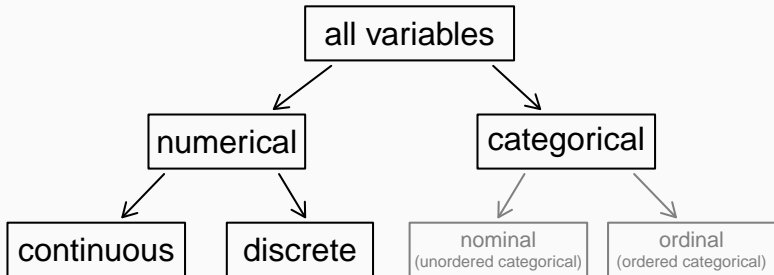 all variables
numerical
categorical
continuous
discrete
nominal
(unordered categorical)
ordinal
(ordered categorical)